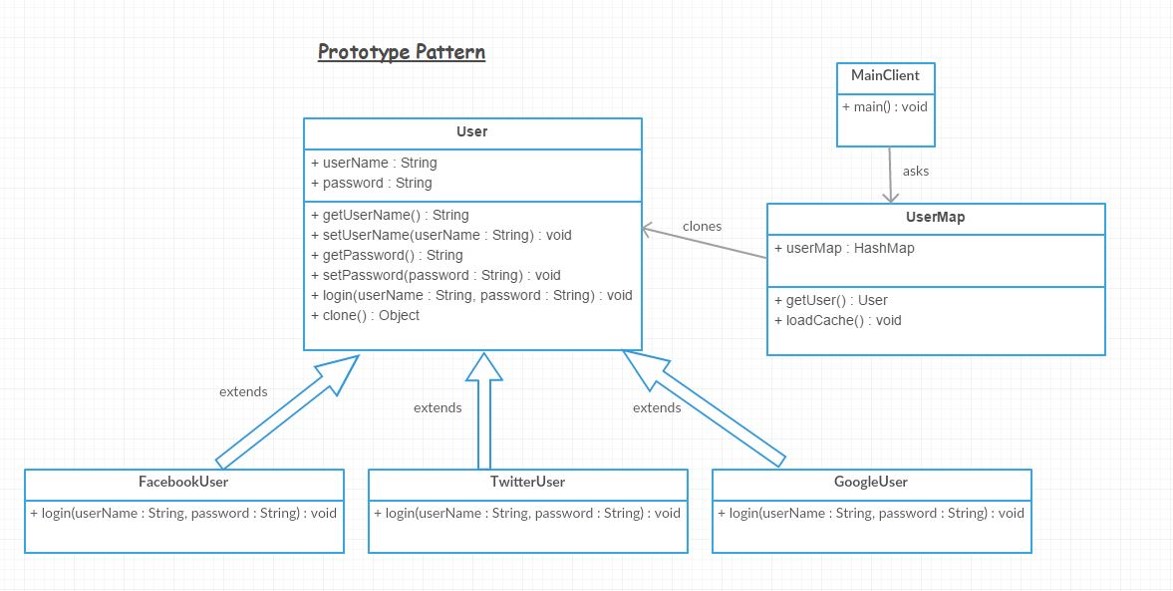 Prototype Pattern
MainClient
+ main() : void
asks
User
+ userName : String
+ password : String
+ getUserName() : String
+ setUserName(userName : String) : void
+ getPassword() : String
+ setPassword(password : String) : void
+ login(userName : String, password : String) : void
+ clone() : Object
clones
UserMap
+ userMap : HashMap
+ getUser() : User
+ loadCache() : void
extends
extends
extends
FacebookUser
+ login(userName : String, password : String) : void
TwitterUser
+ login(userName : String, password : String) : void
GoogleUser
+ login(userName : String, password : String) : void